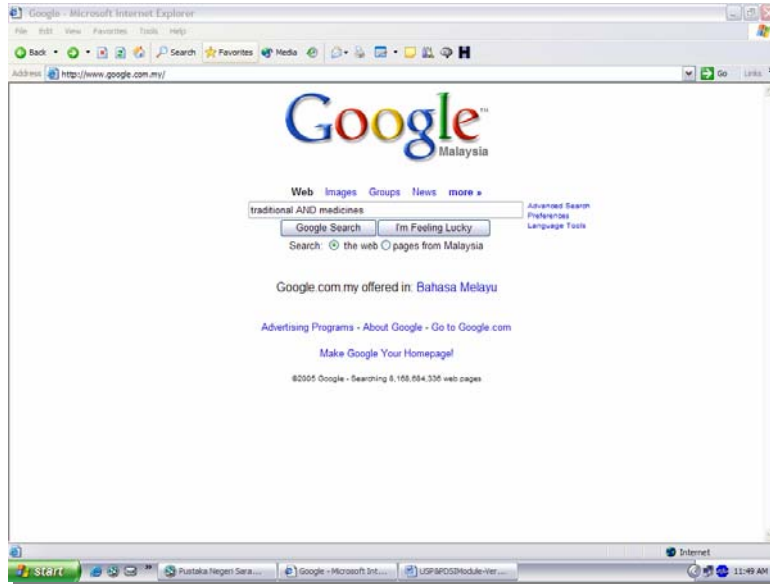 Google - Microsoft Internet Explorer
File Edit View Favorites Tools Help
Back Search Favorites Media
Address http://www.google.com.my/ Go Links
Google™
Malaysia
Web Images Groups News more »
traditional AND medicines
Advanced Search
Preferences
Language Tools
Google Search I'm Feeling Lucky
Search: the web pages from Malaysia
Google.com.my offered in: Bahasa Melayu
Advertising Programs - About Google - Go to Google.com
Make Google Your Homepage!
©2005 Google - Searching 8,168,684,336 web pages
Internet
start Pustaka Negeri Sara... Google - Microsoft Int... USP&PDSIModule-Ver... 11:49 AM